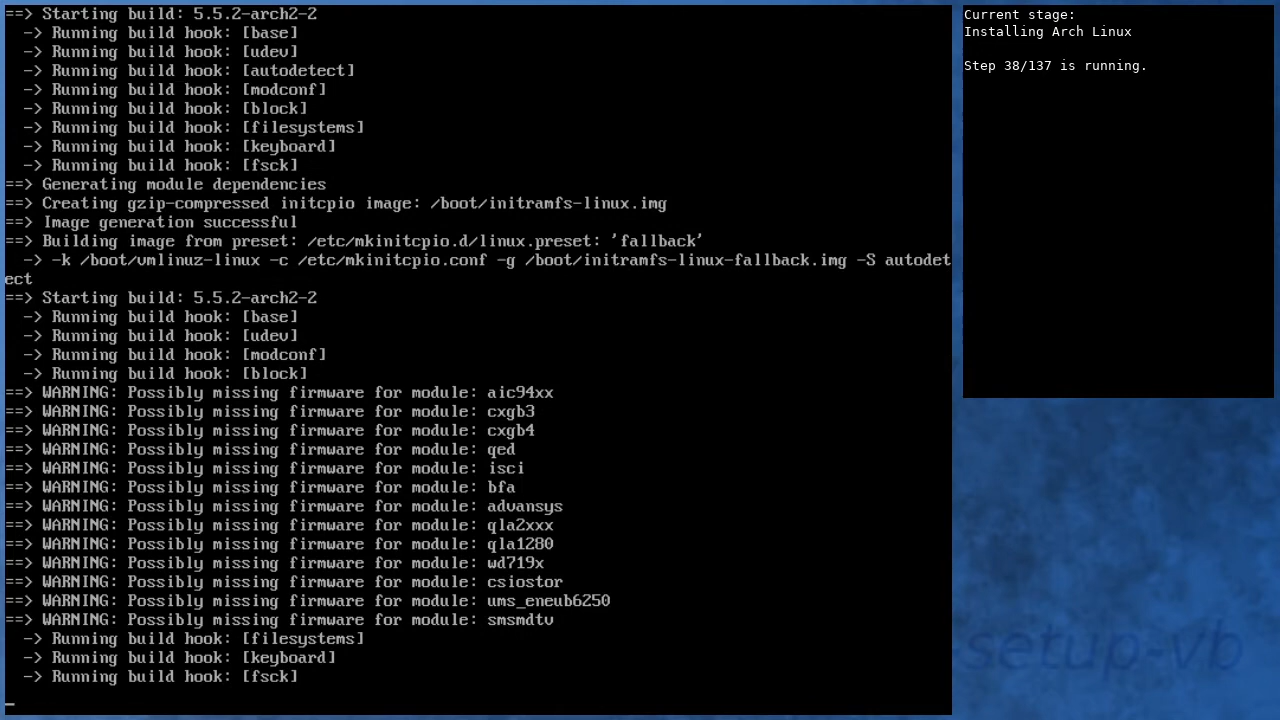 ==> Starting build: 5.5.2-arch2-2
  -> Running build hook: [base]
  -> Running build hook: [udev]
  -> Running build hook: [autodetect]
  -> Running build hook: [modconf]
  -> Running build hook: [block]
  -> Running build hook: [filesystems]
  -> Running build hook: [keyboard]
  -> Running build hook: [fsck]
==> Generating module dependencies
==> Creating gzip-compressed initcpio image: /boot/initramfs-linux.img
==> Image generation successful
==> Building image from preset: /etc/mkinitcpio.d/linux.preset: 'fallback'
  -> -k /boot/vmlinuz-linux -c /etc/mkinitcpio.conf -g /boot/initramfs-linux-fallback.img -S autodet
ect
==> Starting build: 5.5.2-arch2-2
  -> Running build hook: [base]
  -> Running build hook: [udev]
  -> Running build hook: [modconf]
  -> Running build hook: [block]
==> WARNING: Possibly missing firmware for module: aic94xx
==> WARNING: Possibly missing firmware for module: cxgb3
==> WARNING: Possibly missing firmware for module: cxgb4
==> WARNING: Possibly missing firmware for module: qed
==> WARNING: Possibly missing firmware for module: isci
==> WARNING: Possibly missing firmware for module: bfa
==> WARNING: Possibly missing firmware for module: advansys
==> WARNING: Possibly missing firmware for module: qla2xxx
==> WARNING: Possibly missing firmware for module: qla1280
==> WARNING: Possibly missing firmware for module: wd719x
==> WARNING: Possibly missing firmware for module: csiostor
==> WARNING: Possibly missing firmware for module: ums_eneub6250
==> WARNING: Possibly missing firmware for module: smsmdtv
  -> Running build hook: [filesystems]
  -> Running build hook: [keyboard]
  -> Running build hook: [fsck]
_
Current stage:
Installing Arch Linux
Step 38/137 is running.
setup-vb